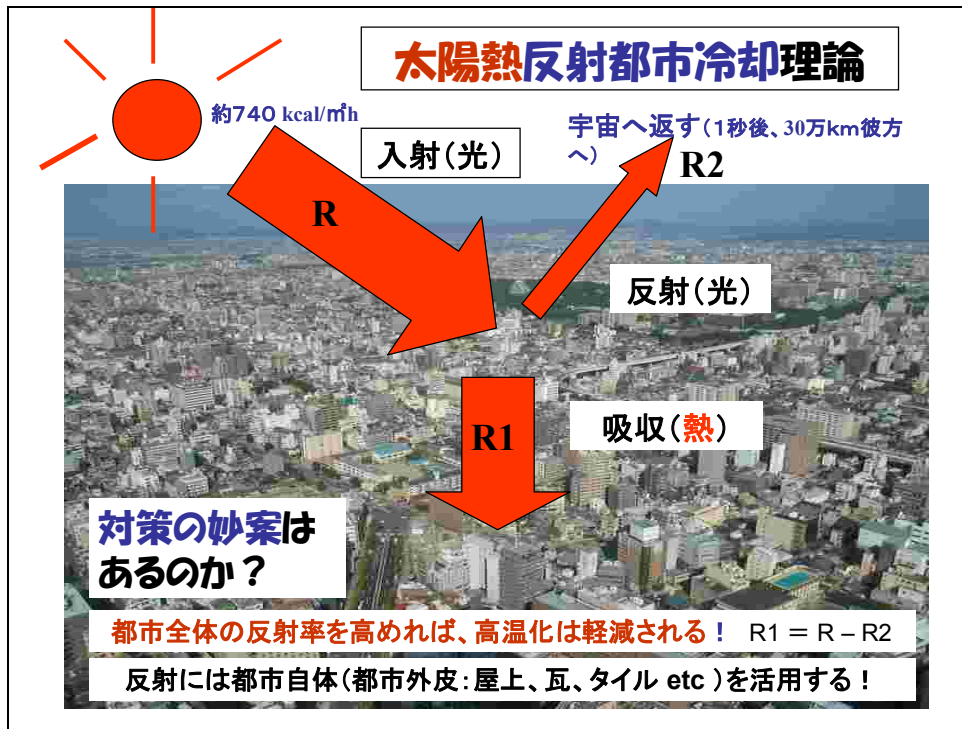 太陽熱反射都市冷却理論
約740 kcal/㎡h
宇宙へ返す(1秒後、30万km彼方
へ)
入射(光)
R2
R
反射(光)
R1
吸収(熱)
対策の妙案は
あるのか？
都市全体の反射率を高めれば、高温化は軽減される！ R1 = R – R2
反射には都市自体(都市外皮：屋上、瓦、タイル etc )を活用する！